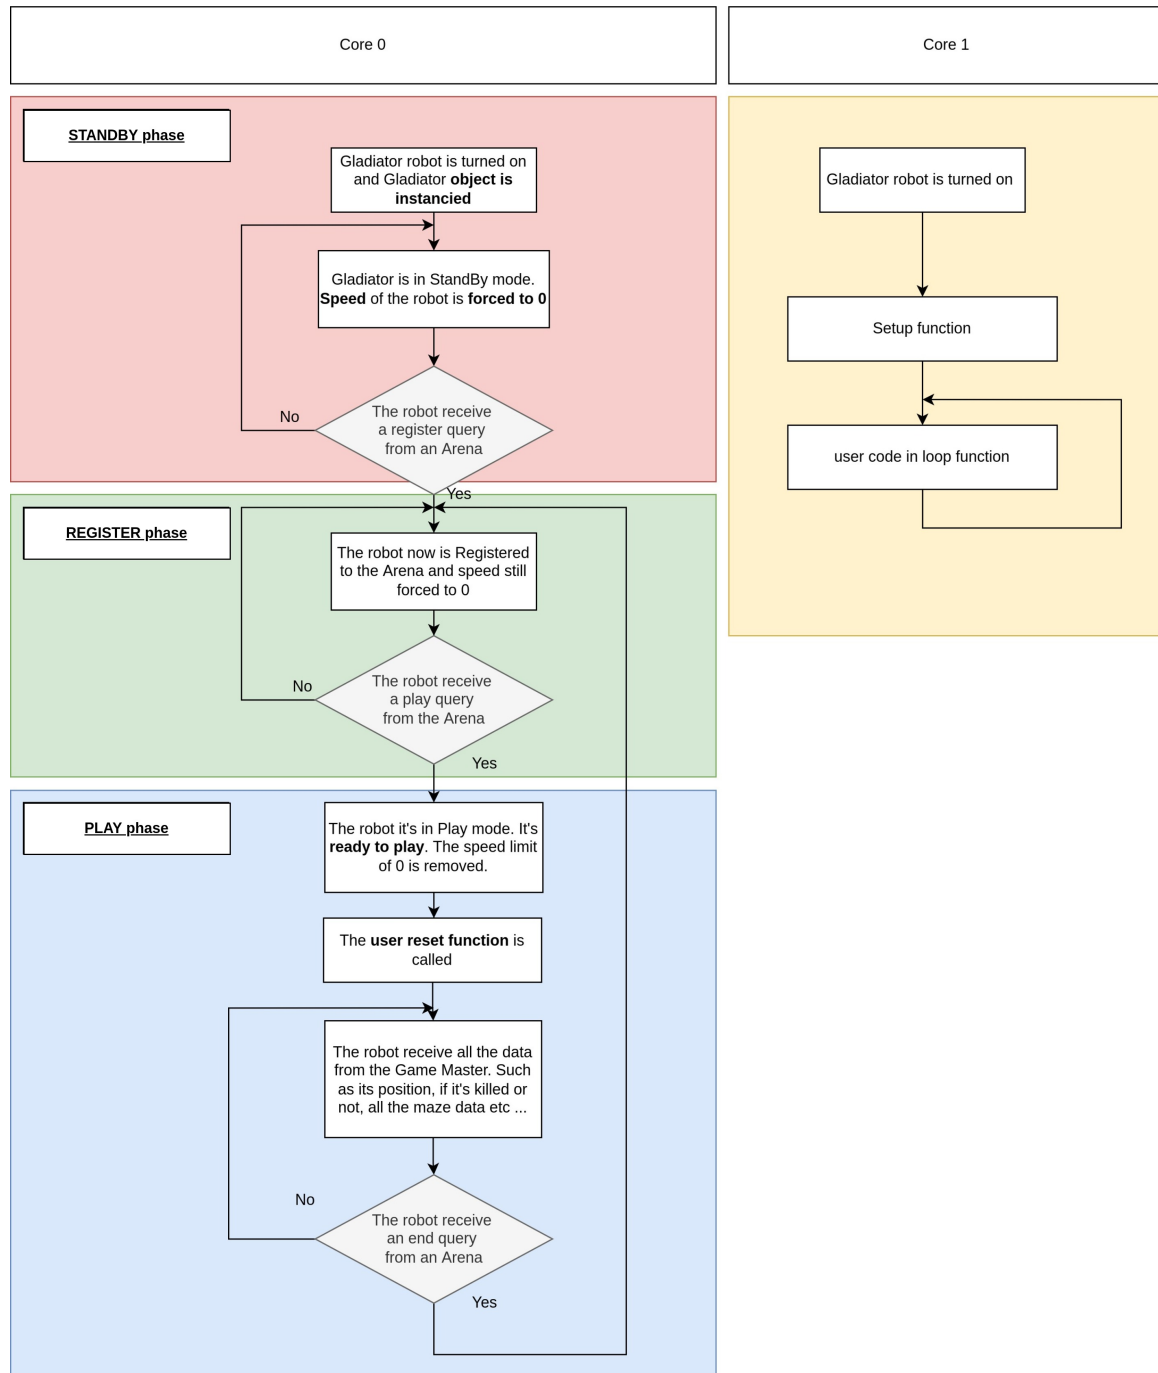 Core 0
Core 1
STANDBY phase
Gladiator robot is turned on
and Gladiator object is
instancied
Gladiator is in StandBy mode.
Speed of the robot is forced to 0
The robot receive
a register query
from an Arena
No
Yes
REGISTER phase
The robot now is Registered
to the Arena and speed still
forced to 0
The robot receive
a play query
from the Arena
No
Yes
PLAY phase
The robot it's in Play mode. It's
ready to play. The speed limit
of 0 is removed.
The user reset function is
called
The robot receive all the data
from the Game Master. Such
as its position, if it's killed or
not, all the maze data etc ...
No
The robot receive
an end query
from an Arena
Yes
Gladiator robot is turned on
Setup function
user code in loop function